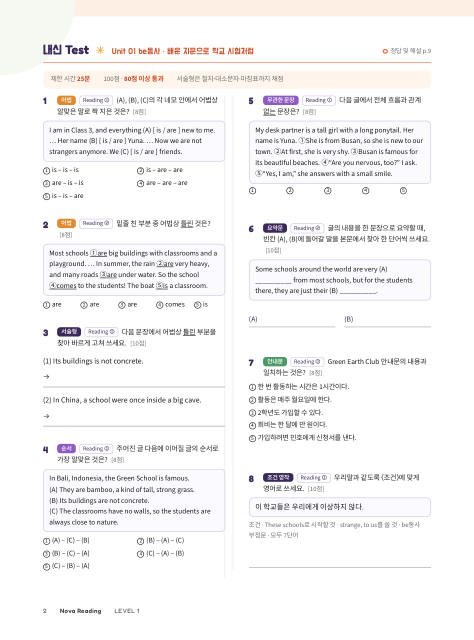 내신 Test ☀ Unit 01 be동사 · 배운 지문으로 학교 시험처럼
정답 및 해설 p.9
제한 시간 25분 100점 · 80점 이상 통과 서술형은 철자·대소문자·마침표까지 채점
1 어법 Reading ① (A), (B), (C)의 각 네모 안에서 어법상
알맞은 말로 짝 지은 것은? [8점]
I am in Class 3, and everything (A) [ is / are ] new to me.
… Her name (B) [ is / are ] Yuna. … Now we are not
strangers anymore. We (C) [ is / are ] friends.
① is – is – is ② is – are – are
③ are – is – is ④ are – are – are
⑤ is – is – are
2 어법 Reading ② 밑줄 친 부분 중 어법상 틀린 것은?
[8점]
Most schools ①are big buildings with classrooms and a
playground. … In summer, the rain ②are very heavy,
and many roads ③are under water. So the school
④comes to the students! The boat ⑤is a classroom.
① are ② are ③ are ④ comes ⑤ is
3 서술형 Reading ② 다음 문장에서 어법상 틀린 부분을
찾아 바르게 고쳐 쓰세요. [10점]
(1) Its buildings is not concrete.
→
(2) In China, a school were once inside a big cave.
→
4 순서 Reading ② 주어진 글 다음에 이어질 글의 순서로
가장 알맞은 것은? [8점]
In Bali, Indonesia, the Green School is famous.
(A) They are bamboo, a kind of tall, strong grass.
(B) Its buildings are not concrete.
(C) The classrooms have no walls, so the students are
always close to nature.
① (A) – (C) – (B) ② (B) – (A) – (C)
③ (B) – (C) – (A) ④ (C) – (A) – (B)
⑤ (C) – (B) – (A)
5 무관한 문장 Reading ① 다음 글에서 전체 흐름과 관계
없는 문장은? [8점]
My desk partner is a tall girl with a long ponytail. Her
name is Yuna. ①She is from Busan, so she is new to our
town. ②At first, she is very shy. ③Busan is famous for
its beautiful beaches. ④"Are you nervous, too?" I ask.
⑤"Yes, I am," she answers with a small smile.
① ② ③ ④ ⑤
6 요약문 Reading ② 글의 내용을 한 문장으로 요약할 때,
빈칸 (A), (B)에 들어갈 말을 본문에서 찾아 한 단어씩 쓰세요.
[10점]
Some schools around the world are very (A)
__________ from most schools, but for the students
there, they are just their (B) __________.
(A) (B)
7 안내문 Reading ③ Green Earth Club 안내문의 내용과
일치하는 것은? [8점]
① 한 번 활동하는 시간은 1시간이다.
② 활동은 매주 월요일에 한다.
③ 2학년도 가입할 수 있다.
④ 회비는 한 달에 만 원이다.
⑤ 가입하려면 민호에게 신청서를 낸다.
8 조건 영작 Reading ② 우리말과 같도록 〈조건〉에 맞게
영어로 쓰세요. [10점]
이 학교들은 우리에게 이상하지 않다.
조건 · These schools로 시작할 것 · strange, to us를 쓸 것 · be동사
부정문 · 모두 7단어
2 Nova Reading LEVEL 1